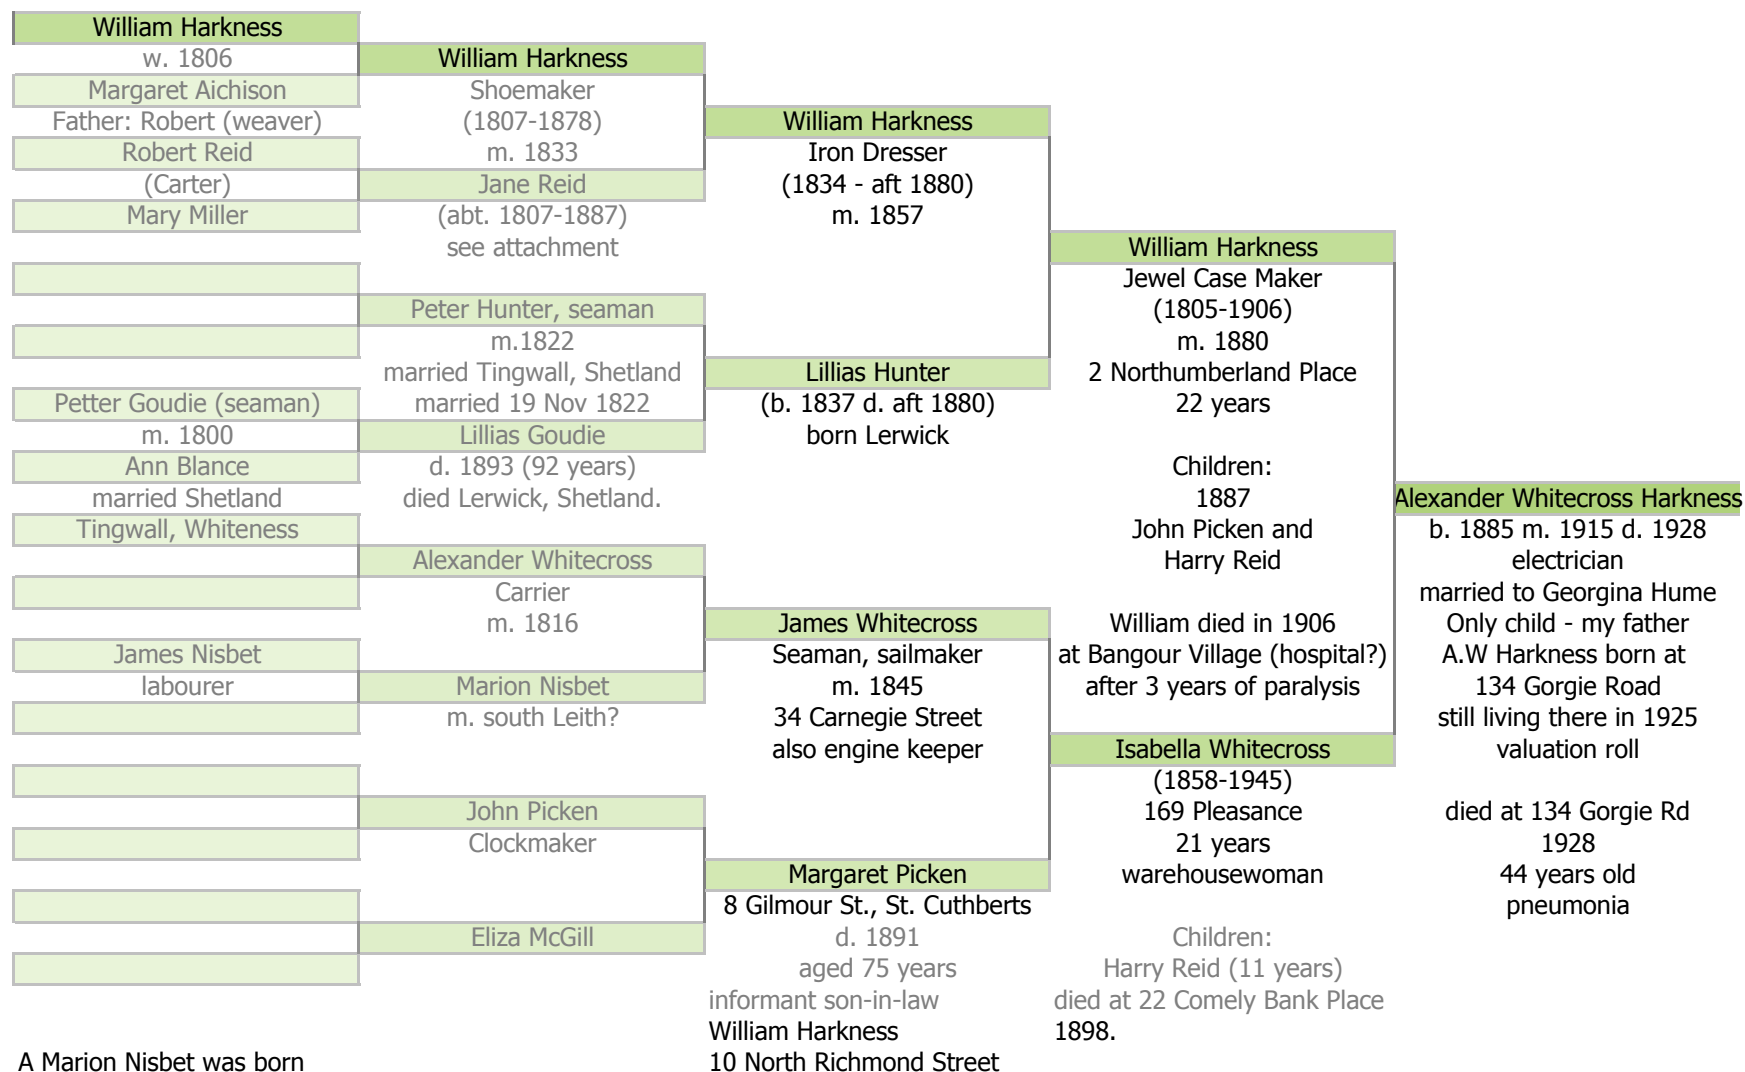 William Harkness
w. 1806
Margaret Aichison
Father: Robert (weaver)
Robert Reid
(Carter)
Mary Miller
Petter Goudie (seaman)
m. 1800
Ann Blance
married Shetland
Tingwall, Whiteness
James Nisbet
labourer
A Marion Nisbet was born
William Harkness
Shoemaker
(1807-1878)
m. 1833
Jane Reid
(abt. 1807-1887)
see attachment
Peter Hunter, seaman
m.1822
married Tingwall, Shetland
married 19 Nov 1822
Lillias Goudie
d. 1893 (92 years)
died Lerwick, Shetland.
Alexander Whitecross
Carrier
m. 1816
Marion Nisbet
m. south Leith?
John Picken
Clockmaker
Eliza McGill
William Harkness
Iron Dresser
(1834 - aft 1880)
m. 1857
Lillias Hunter
(b. 1837 d. aft 1880)
born Lerwick
James Whitecross
Seaman, sailmaker
m. 1845
34 Carnegie Street
also engine keeper
Margaret Picken
8 Gilmour St., St. Cuthberts
d. 1891
aged 75 years
informant son-in-law
William Harkness
10 North Richmond Street
William Harkness
Jewel Case Maker
(1805-1906)
m. 1880
2 Northumberland Place
22 years
Children:
1887
John Picken and
Harry Reid
William died in 1906
at Bangour Village (hospital?)
after 3 years of paralysis
Isabella Whitecross
(1858-1945)
169 Pleasance
21 years
warehousewoman
Children:
Harry Reid (11 years)
died at 22 Comely Bank Place
1898.
Alexander Whitecross Harkness
b. 1885 m. 1915 d. 1928
electrician
married to Georgina Hume
Only child - my father
A.W Harkness born at
134 Gorgie Road
still living there in 1925
valuation roll
died at 134 Gorgie Rd
1928
44 years old
pneumonia